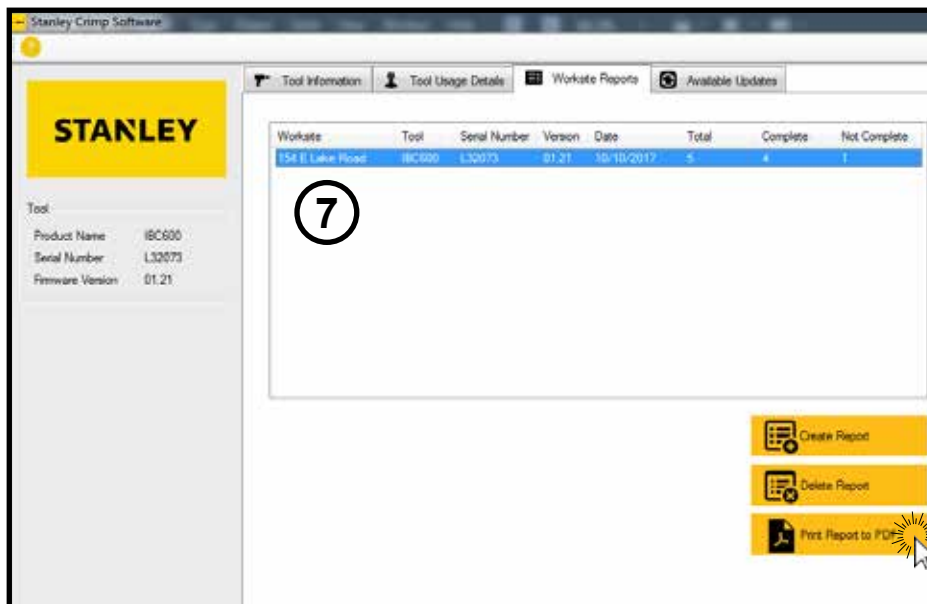 Stanley Crimp Software
STANLEY
Tool
Product Name IBC600
Serial Number L32073
Firmware Version 01.21
Tool Information Tool Usage Details Worksite Reports Available Updates
Worksite Tool Serial Number Version Date Total Complete Not Complete
154 E Lake Road IBC600 L32073 01.21 10/10/2017 5 4 1
7
Create Report
Delete Report
Print Report to PDF